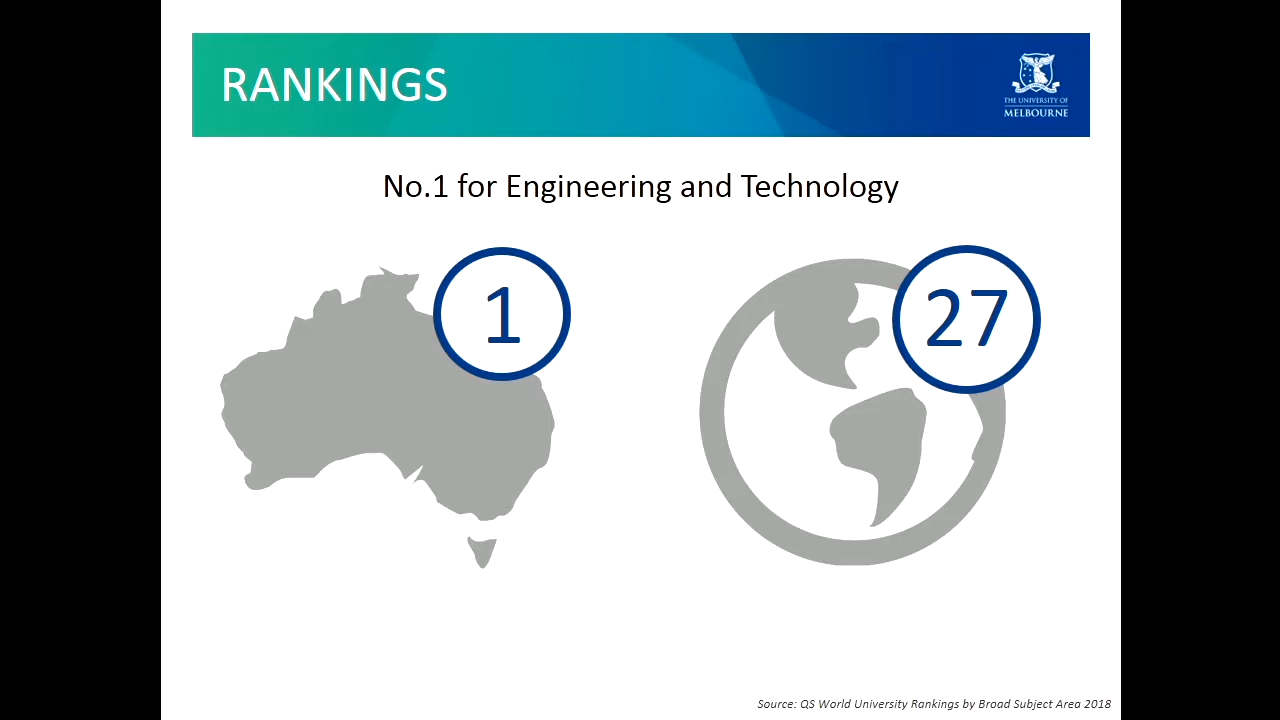 RANKINGS
THE UNIVERSITY OF
MELBOURNE
No.1 for Engineering and Technology
1
27
Source: QS World University Rankings by Broad Subject Area 2018